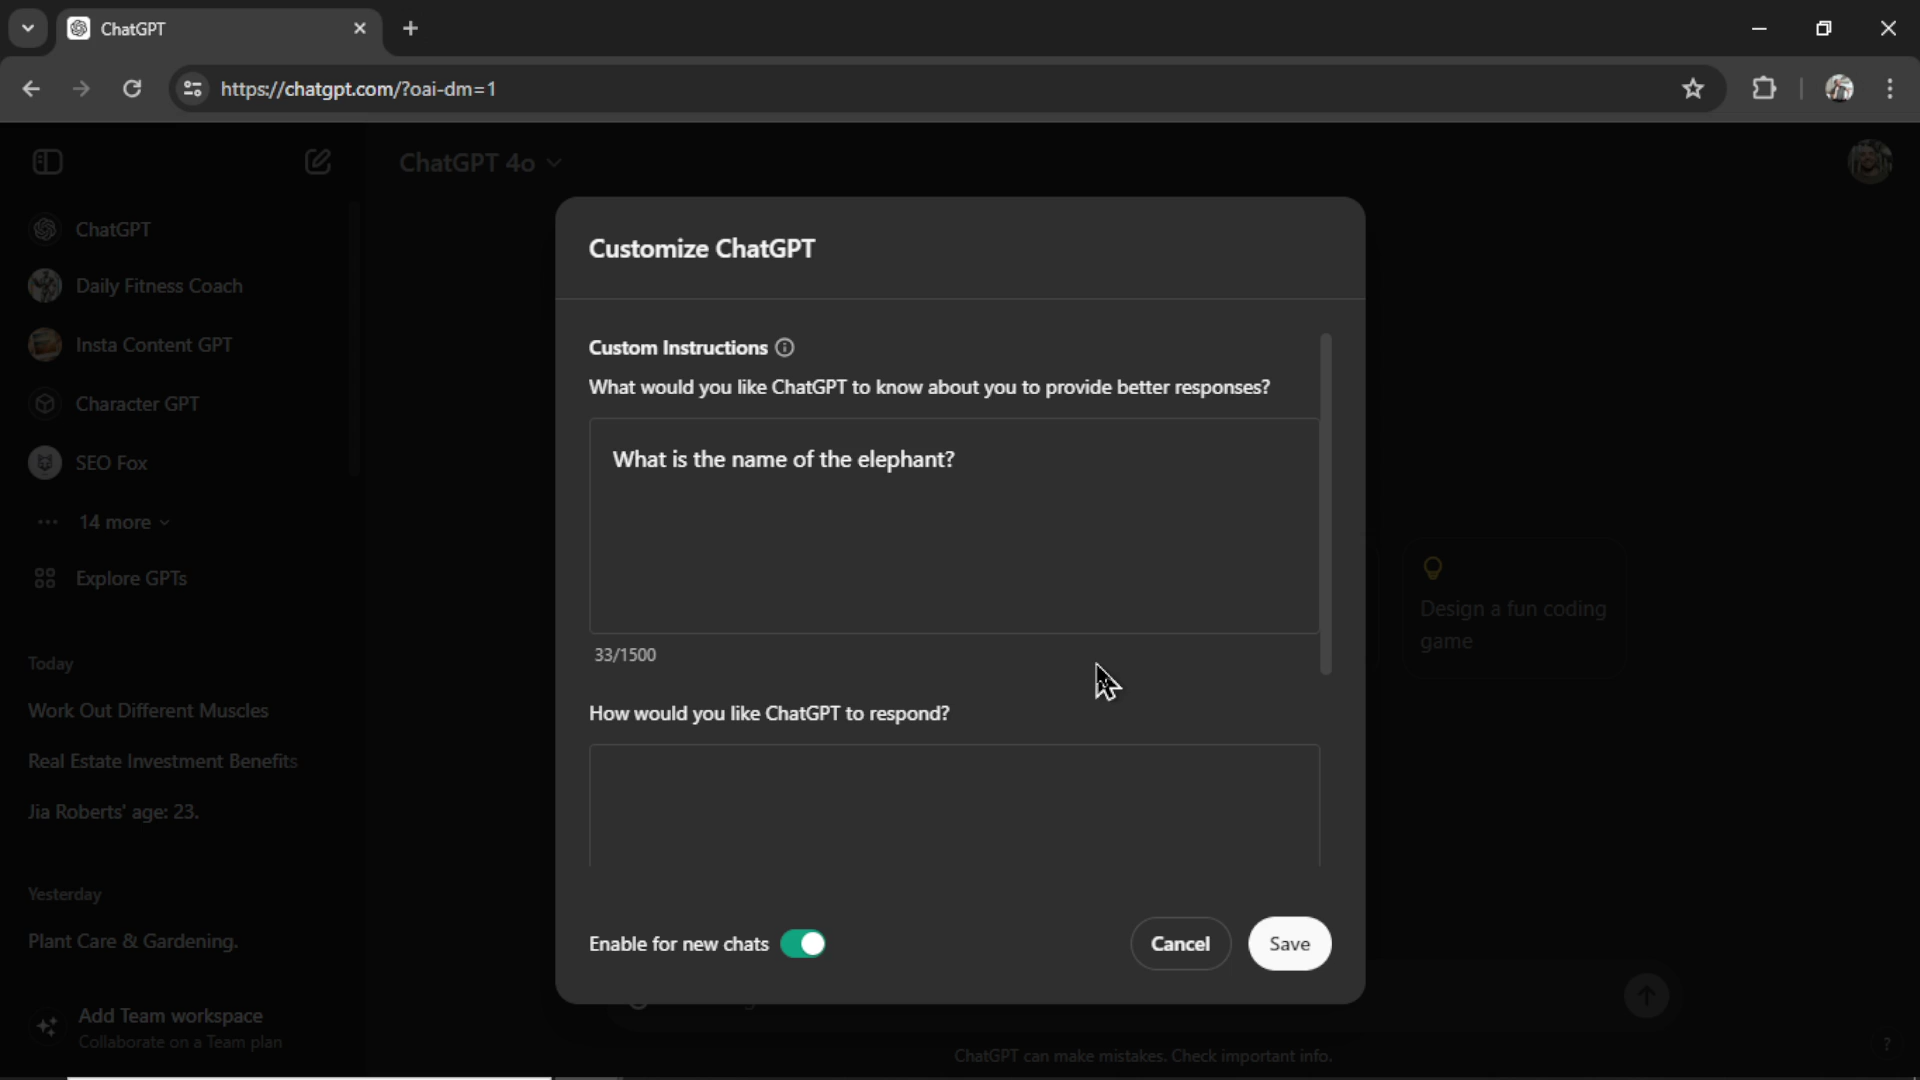 ChatGPT
https://chatgpt.com/?oai-dm=1
ChatGPT 4o
ChatGPT
Daily Fitness Coach
Insta Content GPT
Character GPT
SEO Fox
14 more
Explore GPTs
Today
Work Out Different Muscles
Real Estate Investment Benefits
Jia Roberts' age: 23.
Yesterday
Plant Care & Gardening.
Add Team workspace
Collaborate on a Team plan
Customize ChatGPT
Custom Instructions
What would you like ChatGPT to know about you to provide better responses?
What is the name of the elephant?
33/1500
How would you like ChatGPT to respond?
Enable for new chats
Cancel
Save
Design a fun coding
game
ChatGPT can make mistakes. Check important info.
?